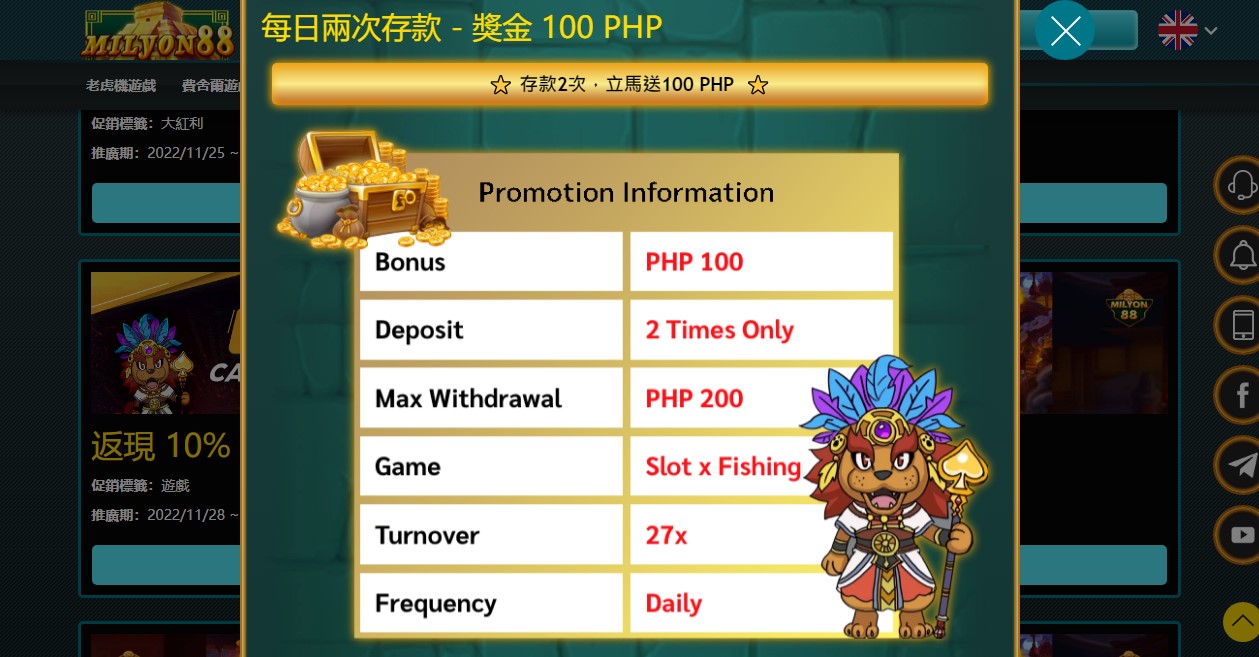 每日兩次存款 - 獎金 100 PHP
MILYON88
☆ 存款2次，立馬送100 PHP ☆
老虎機遊戲 費舍爾遊
促銷標籤：大紅利
推廣期：2022/11/25 ~
Promotion Information
Bonus PHP 100
Deposit 2 Times Only
Max Withdrawal PHP 200
Game Slot x Fishing
Turnover 27x
Frequency Daily
MILYON
88
CA
返現 10%
促銷標籤：遊戲
推廣期：2022/11/28 ~